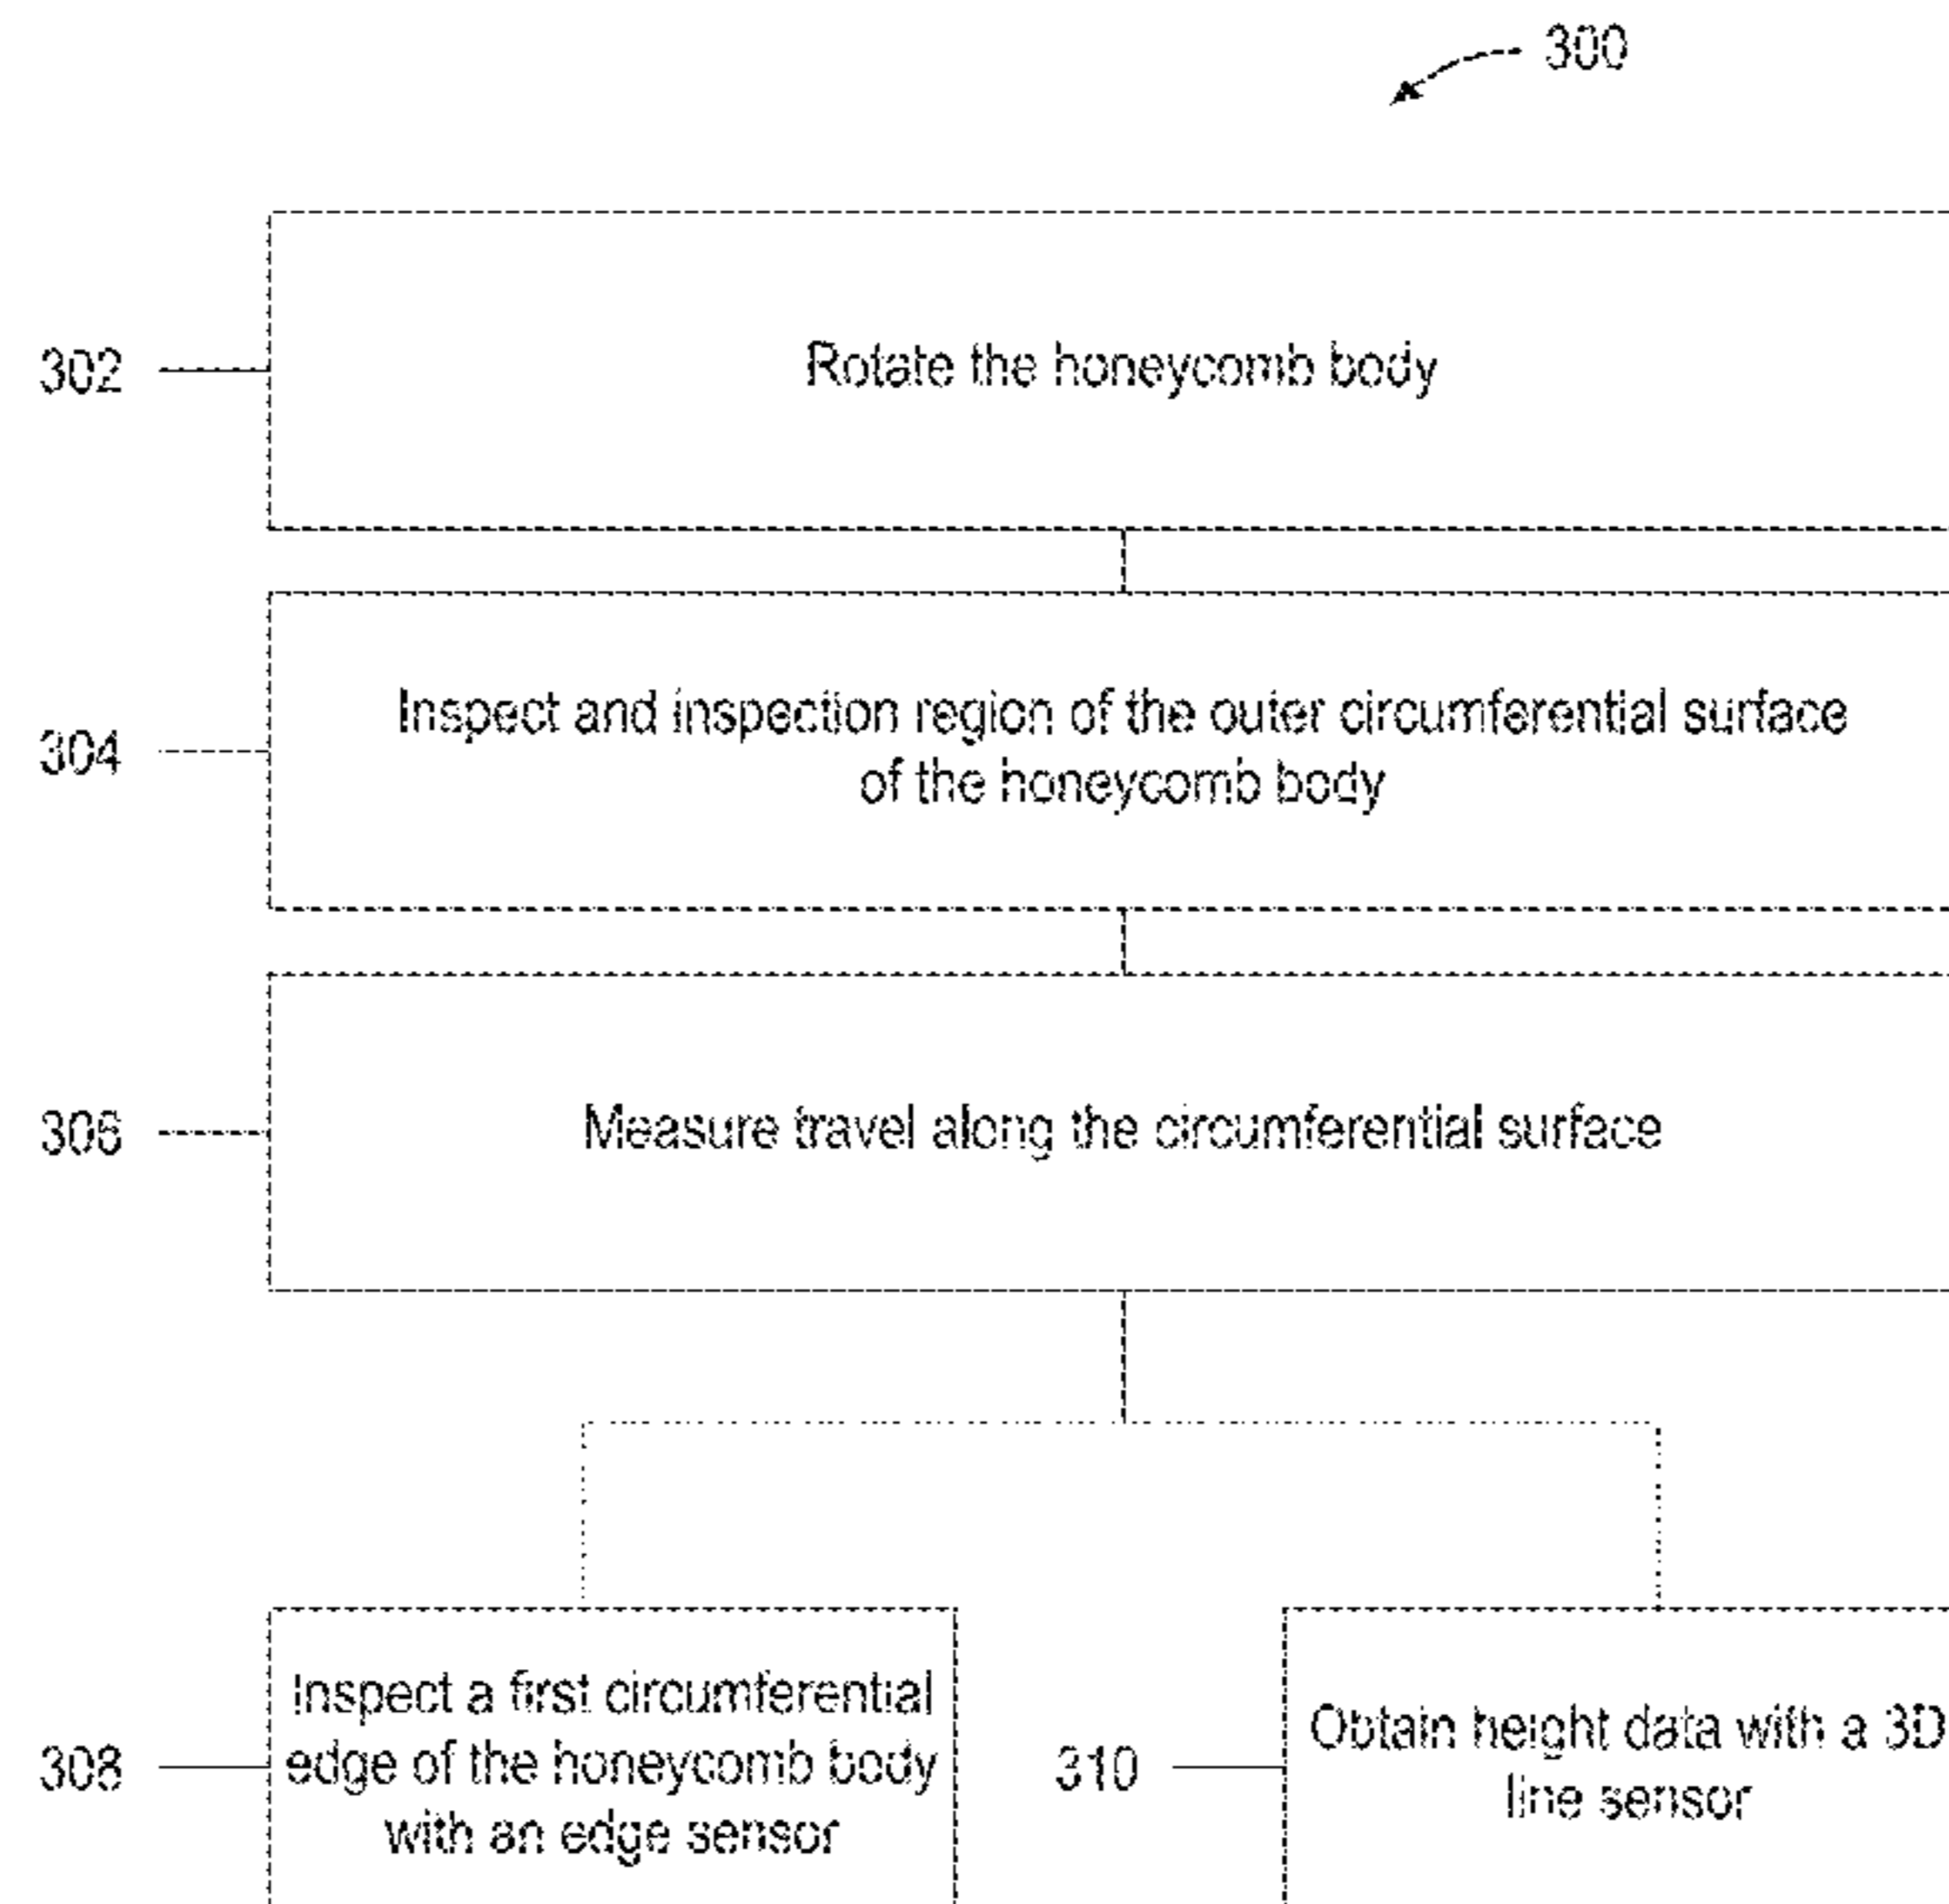 300
302
Rotate the honeycomb body
304
Inspect and inspection region of the outer circumferential surface
of the honeycomb body
306
Measure travel along the circumferential surface
308
Inspect a first circumferential
edge of the honeycomb body
with an edge sensor
310
Obtain height data with a 3D
line sensor